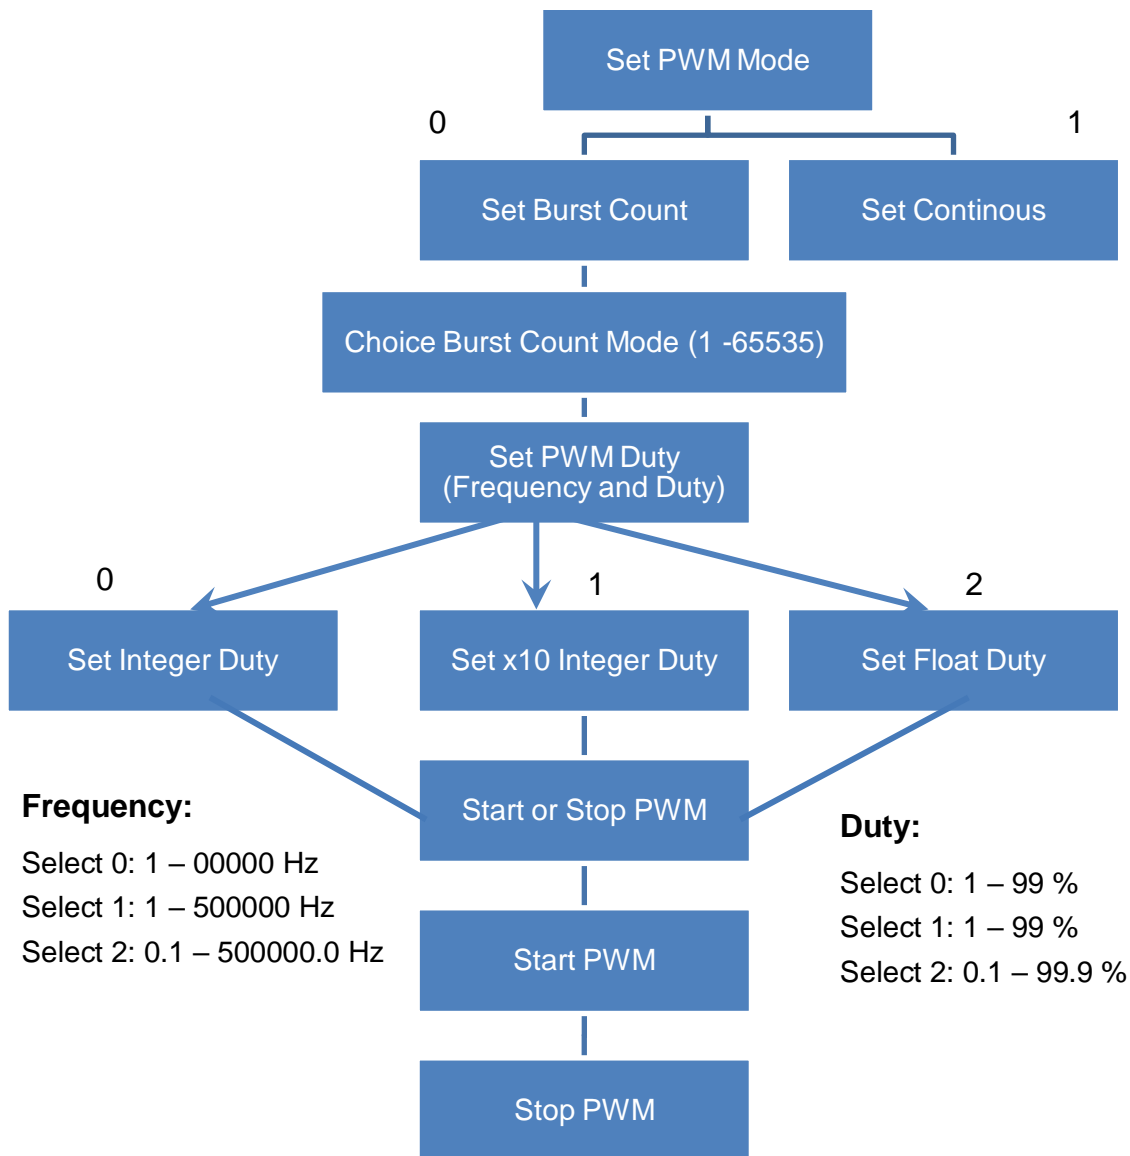 Set PWM Mode
0
1
Set Burst Count
Set Continous
Choice Burst Count Mode (1 -65535)
Set PWM Duty
(Frequency and Duty)
0
1
2
Set Integer Duty
Set x10 Integer Duty
Set Float Duty
Start or Stop PWM
Frequency:
Select 0: 1 – 00000 Hz
Select 1: 1 – 500000 Hz
Select 2: 0.1 – 500000.0 Hz
Duty:
Select 0: 1 – 99 %
Select 1: 1 – 99 %
Select 2: 0.1 – 99.9 %
Start PWM
Stop PWM